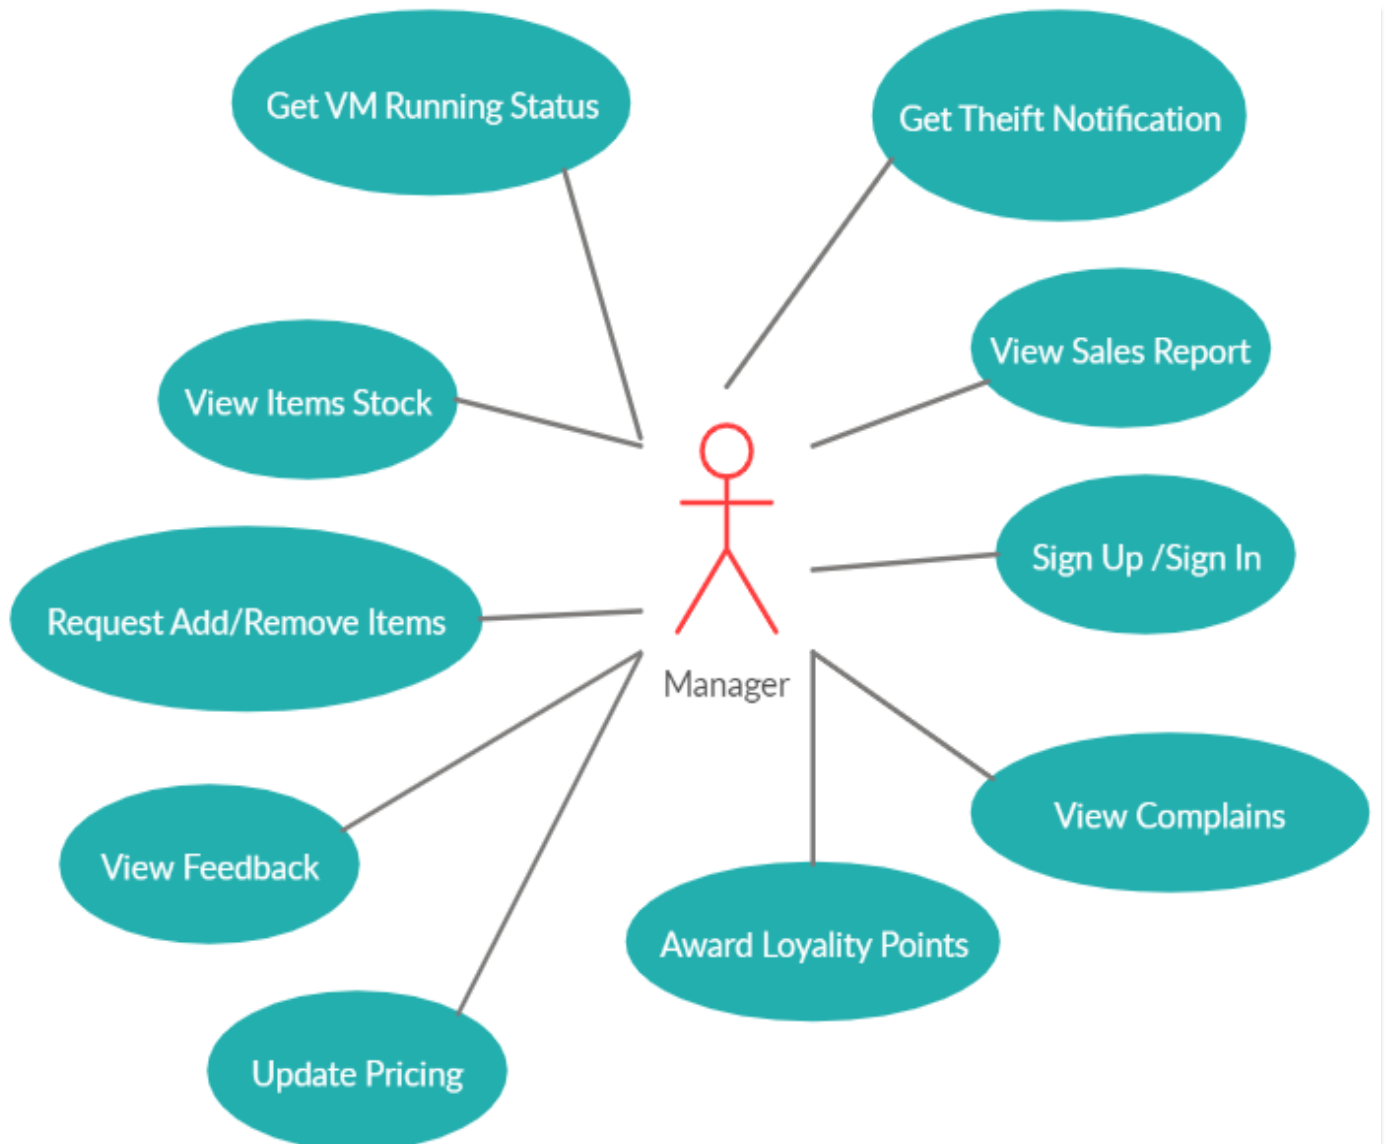 Get VM Running Status
Get Theift Notification
View Sales Report
View Items Stock
Sign Up /Sign In
Request Add/Remove Items
Manager
View Complains
View Feedback
Award Loyality Points
Update Pricing